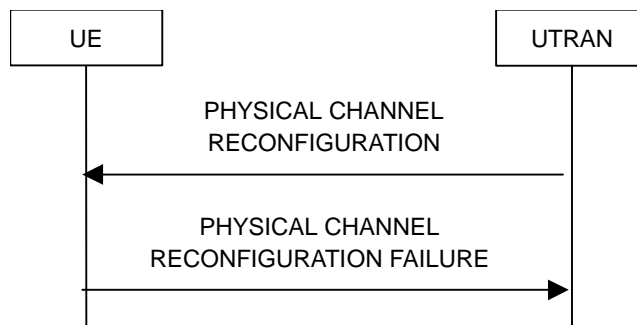 UE
UTRAN
PHYSICAL CHANNEL
RECONFIGURATION
PHYSICAL CHANNEL
RECONFIGURATION FAILURE